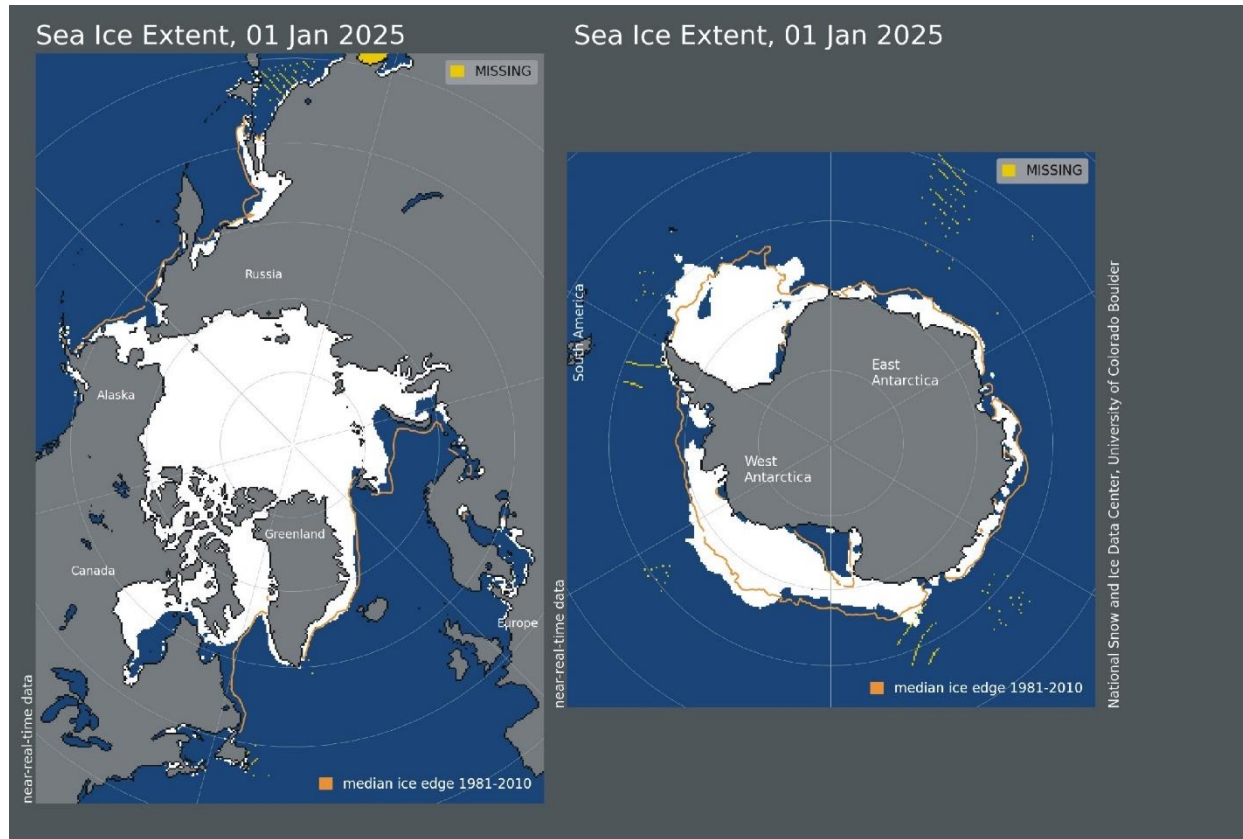 Sea Ice Extent, 01 Jan 2025
MISSING
Russia
Alaska
Greenland
Canada
Europe
near-real-time data
median ice edge 1981-2010
Sea Ice Extent, 01 Jan 2025
MISSING
South America
East
Antarctica
West
Antarctica
near-real-time data
median ice edge 1981-2010
National Snow and Ice Data Center, University of Colorado Boulder